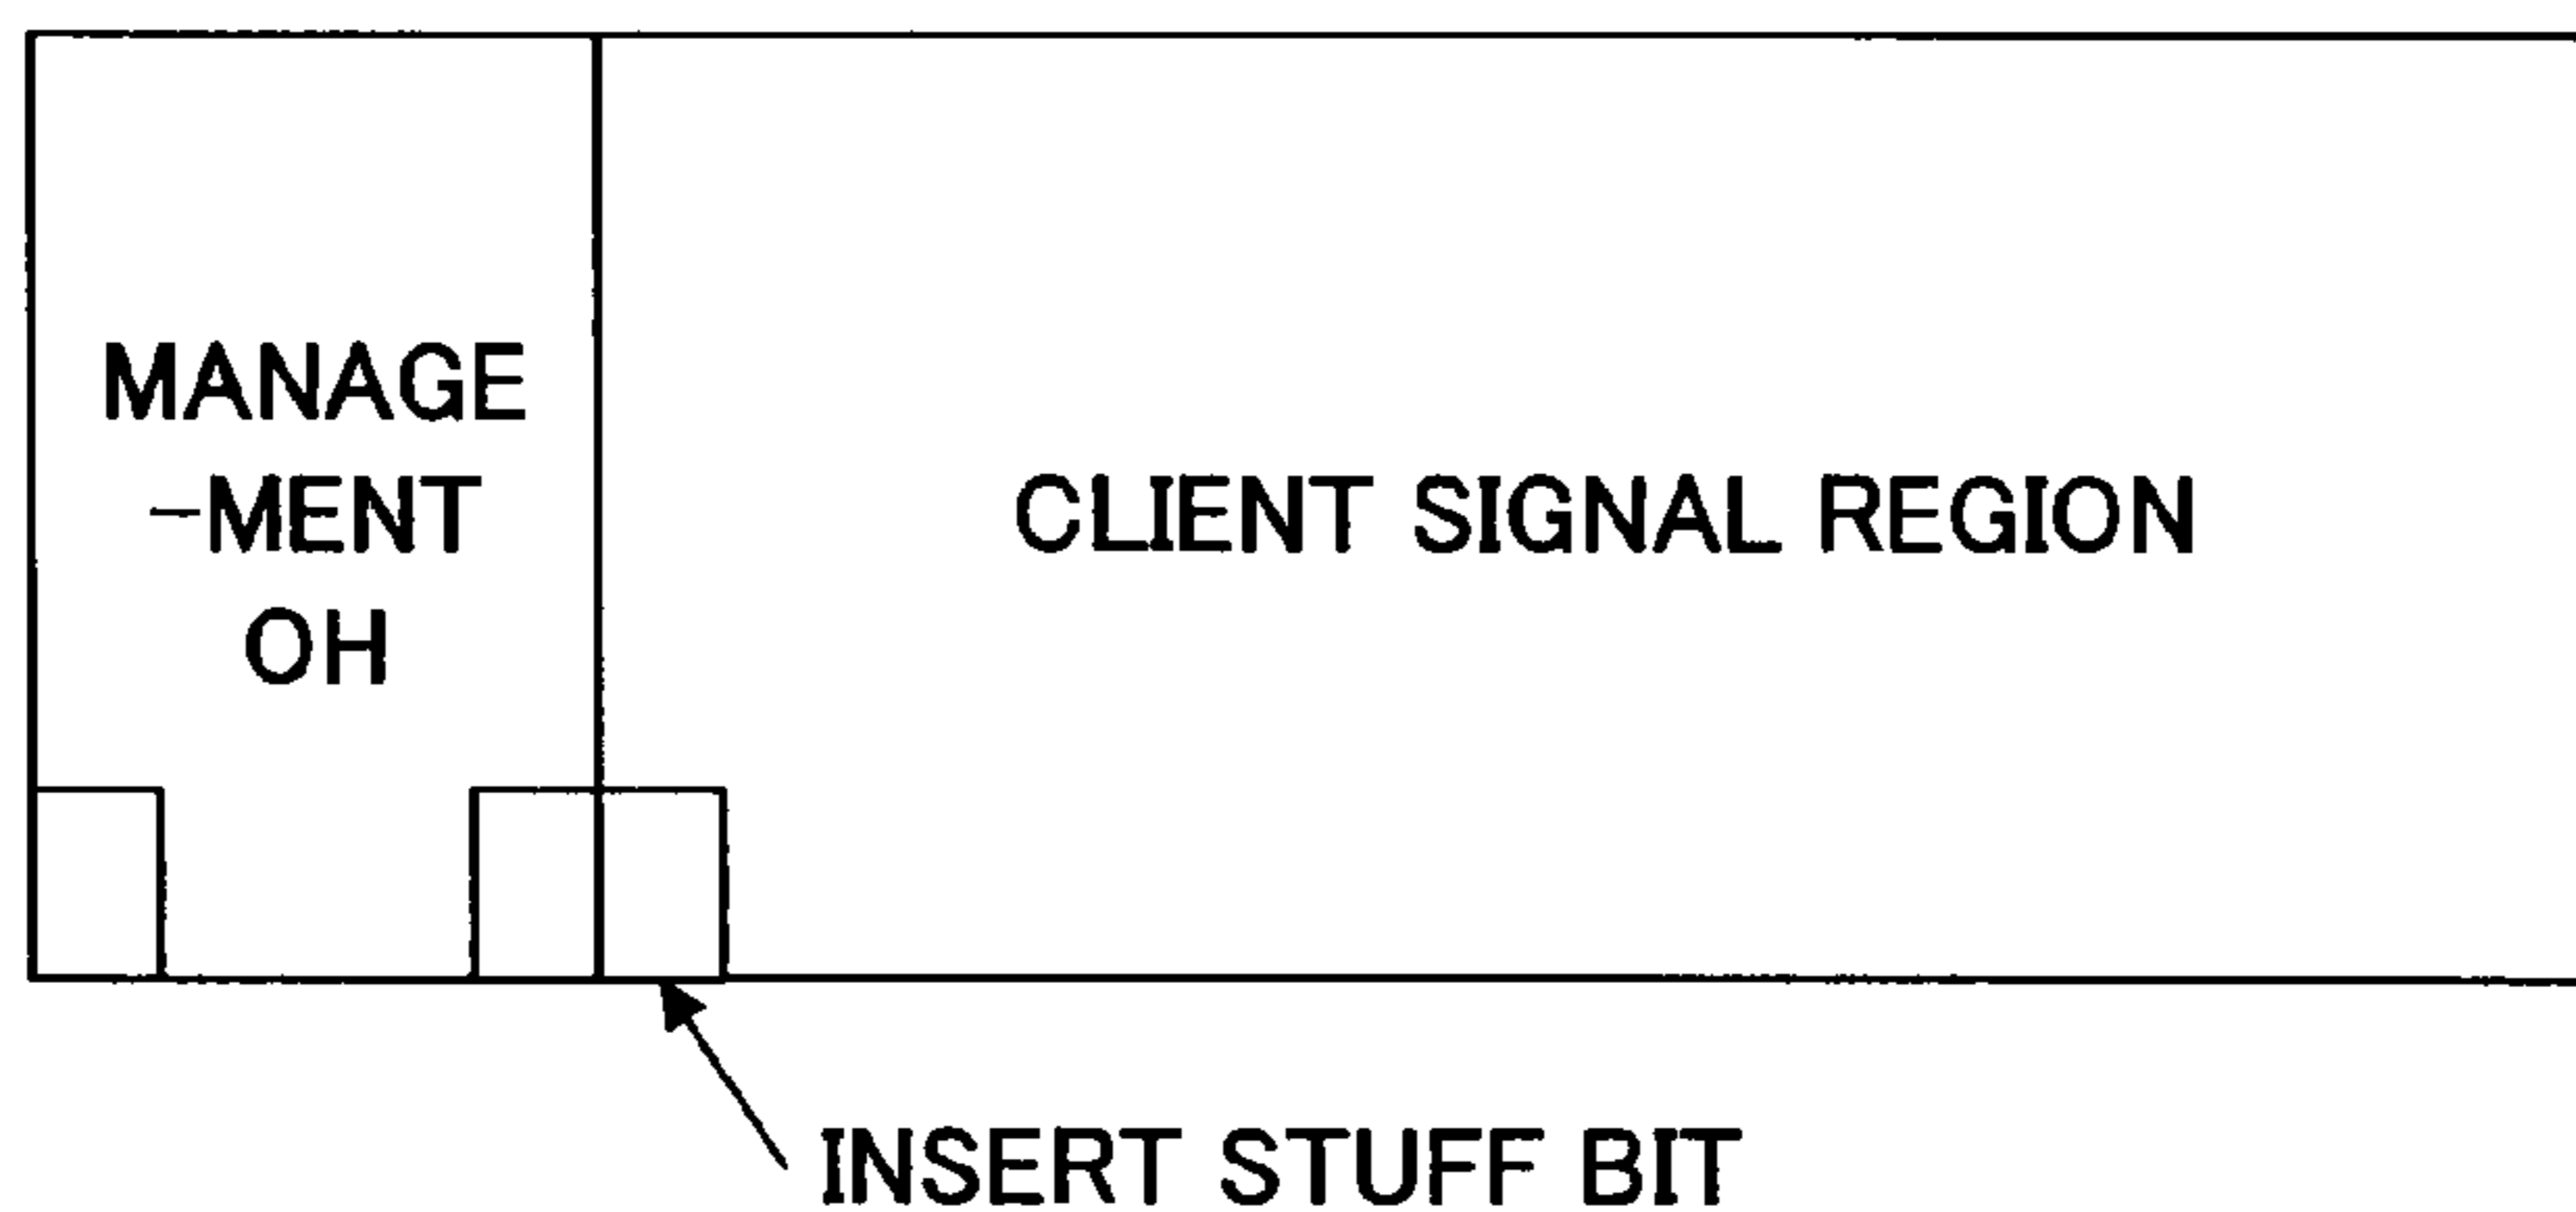 MANAGE
-MENT
OH
CLIENT SIGNAL REGION
INSERT STUFF BIT